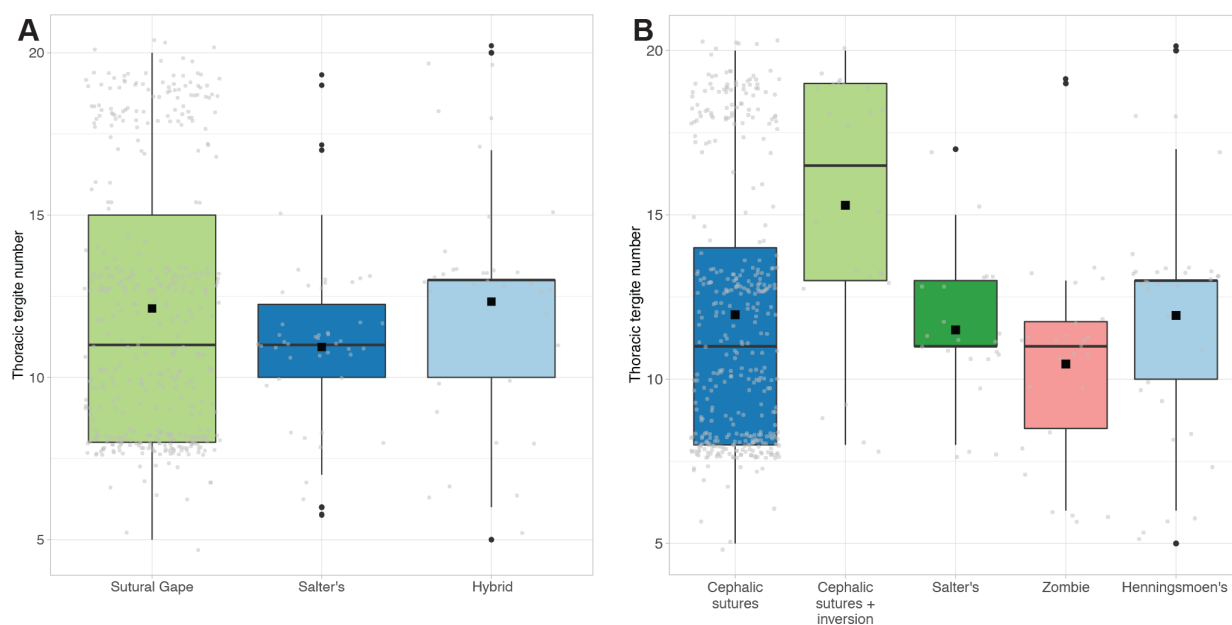 A
Thoracic tergite number
20
15
10
5
Sutural Gape
Salter's
Hybrid
B
Thoracic tergite number
20
15
10
5
Cephalic
sutures
Cephalic
sutures +
inversion
Salter's
Zombie
Henningsmoen's